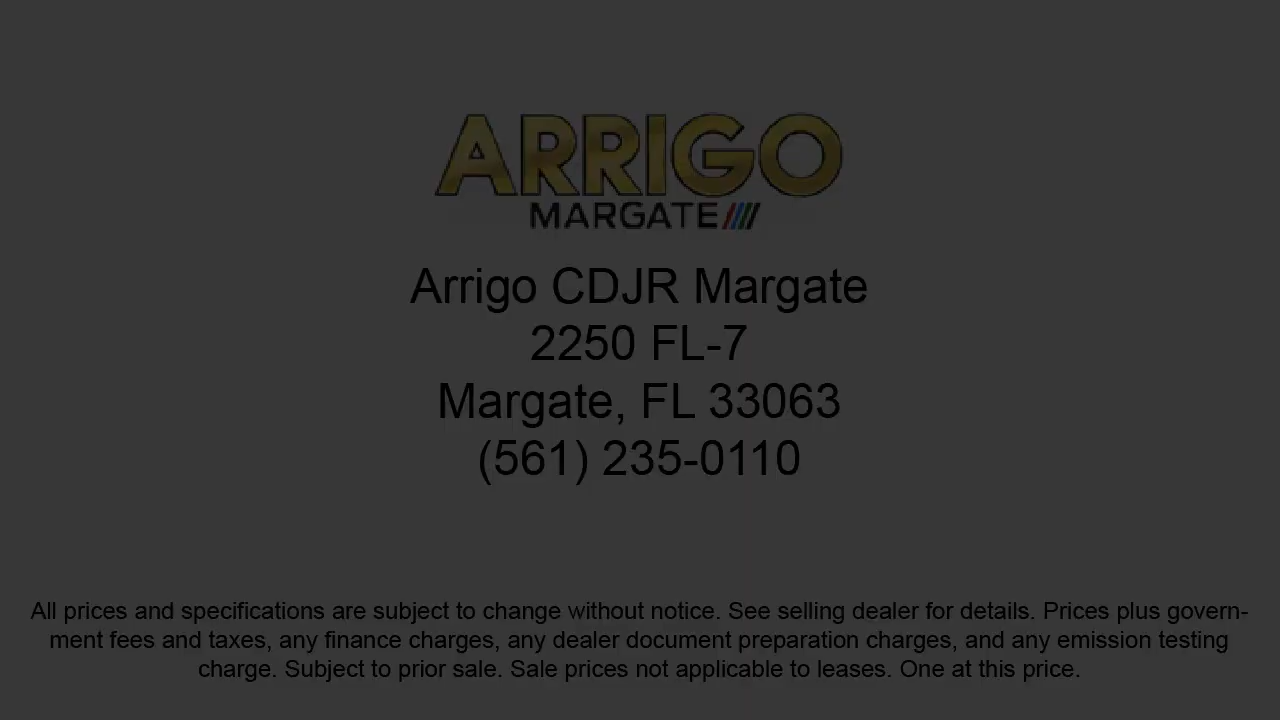 ARRIGO
MARGATE
Arrigo CDJR Margate
2250 FL-7
Margate, FL 33063
(561) 235-0110
All prices and specifications are subject to change without notice. See selling dealer for details. Prices plus govern-
ment fees and taxes, any finance charges, any dealer document preparation charges, and any emission testing
charge. Subject to prior sale. Sale prices not applicable to leases. One at this price.